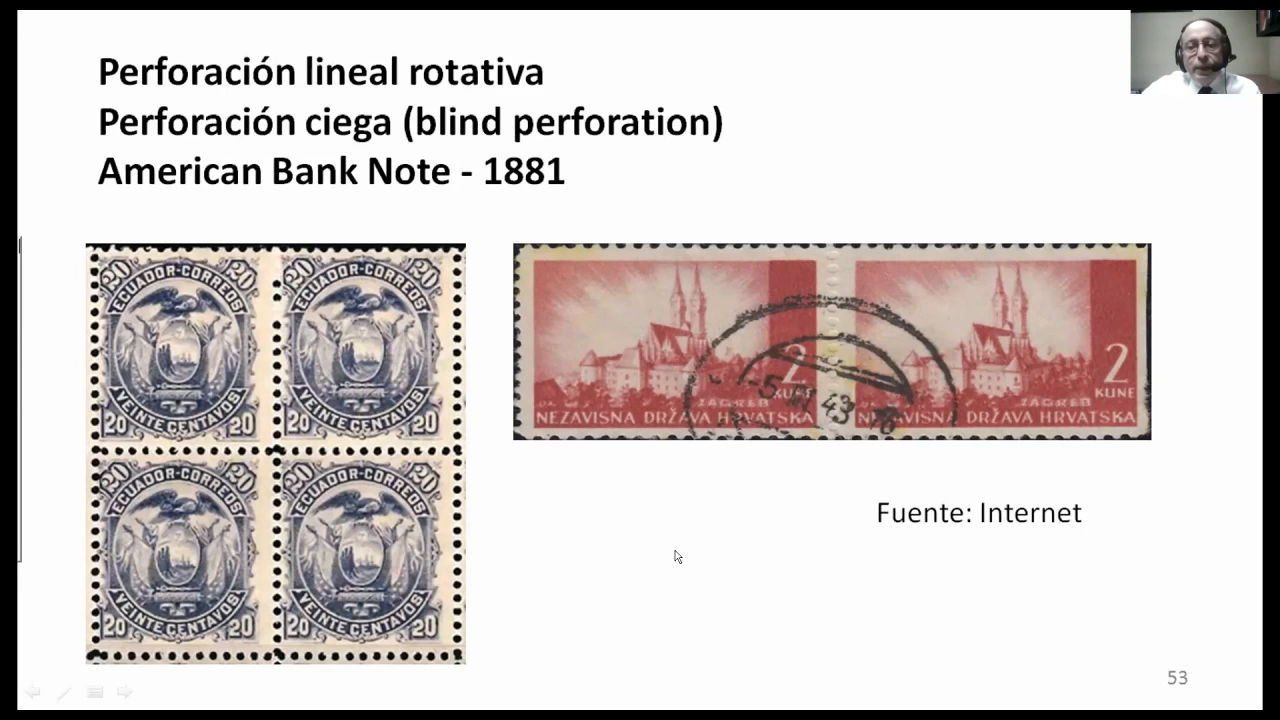 Perforación lineal rotativa
Perforación ciega (blind perforation)
American Bank Note - 1881
20 20
ECUADOR-CORREOS
VEINTE CENTAVOS
20 20
20 20
ECUADOR-CORREOS
VEINTE CENTAVOS
20 20
20 20
ECUADOR-CORREOS
VEINTE CENTAVOS
20 20
20 20
ECUADOR-CORREOS
VEINTE CENTAVOS
20 20
2
KUNE
ZAGREB
NEZAVISNA DRŽAVA HRVATSKA
43
2
KUNE
ZAGREB
NEZAVISNA DRŽAVA HRVATSKA
Fuente: Internet
53